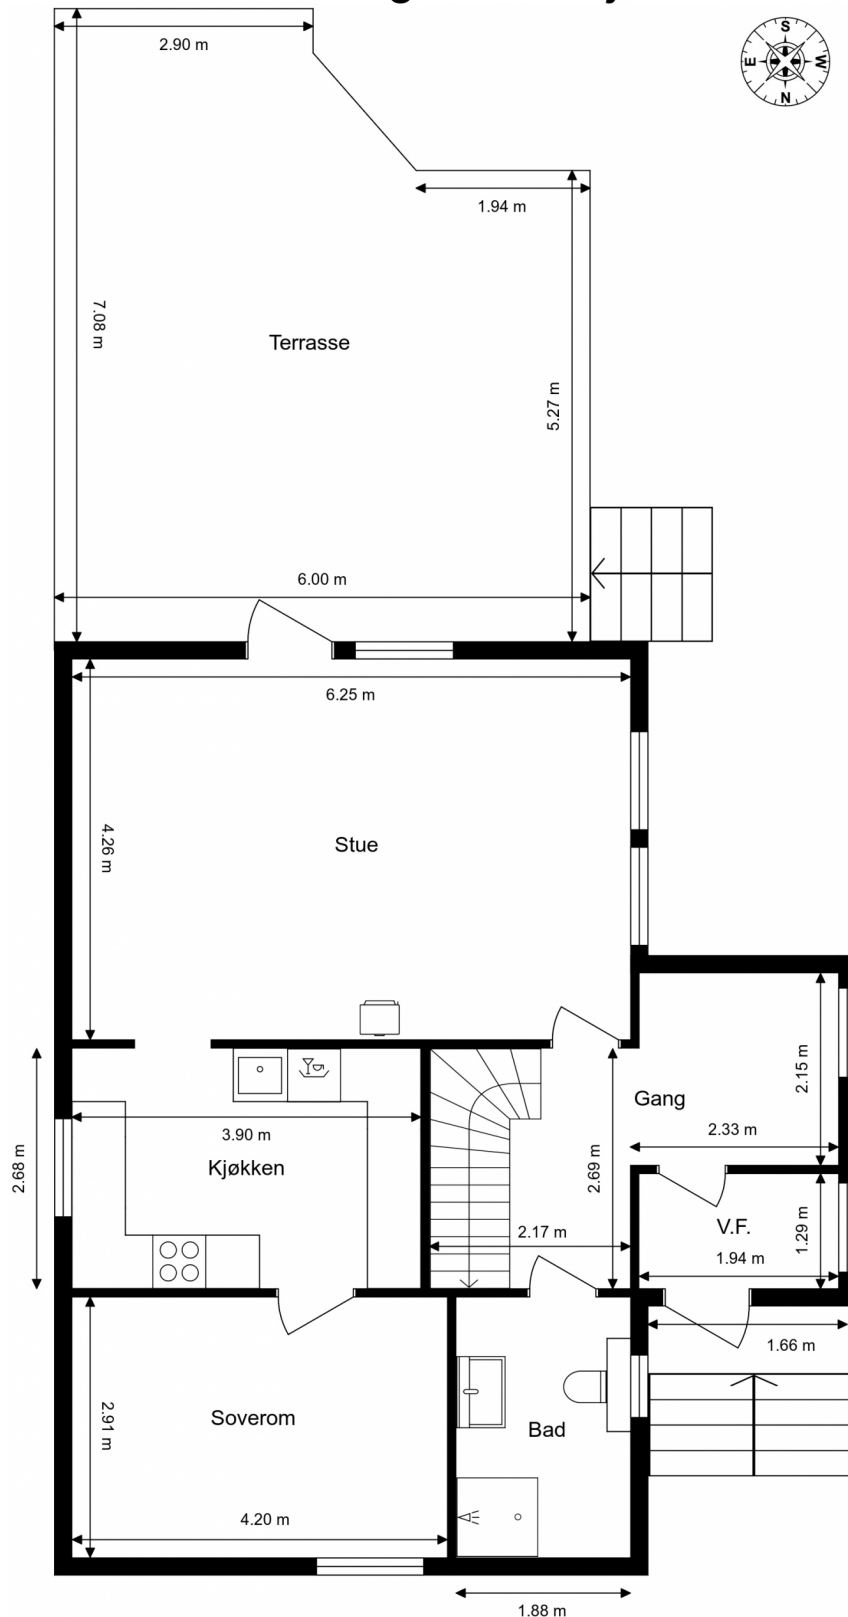 2.90 m
S
E
W
N
1.94 m
7.08 m
Terrasse
5.27 m
6.00 m
6.25 m
4.26 m
Stue
2.15 m
Gang
2.33 m
3.90 m
Kjøkken
2.68 m
2.69 m
2.17 m
V.F.
1.29 m
1.94 m
1.66 m
2.91 m
Soverom
Bad
4.20 m
1.88 m